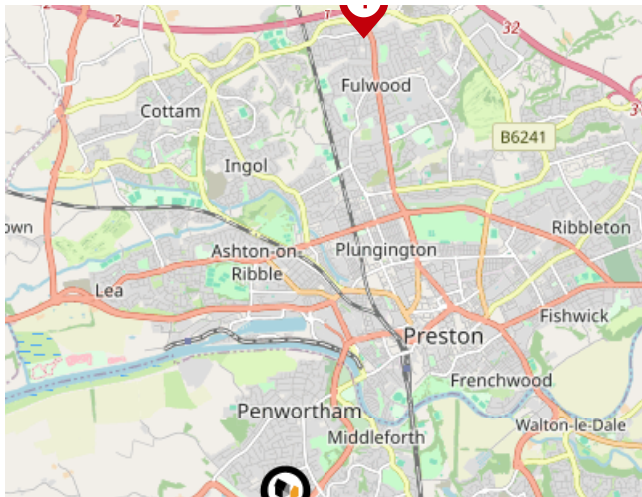 2
2
32
Fulwood
Cottam
B6241
Ingol
Ribbleton
own
Ashton-on-
Ribble
Plungington
Lea
Fishwick
Preston
Frenchwood
Penwortham
Middleforth
Walton-le-Dale